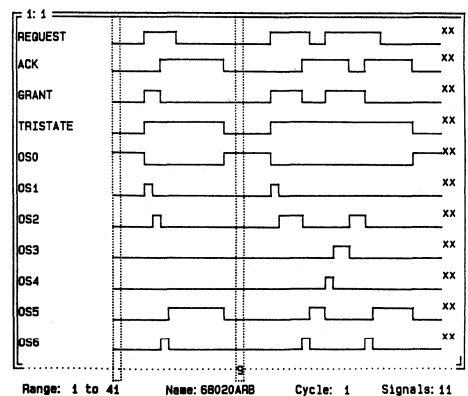 1: 1
REQUEST XX
ACK XX
GRANT XX
TRISTATE XX
OS0 XX
OS1 XX
OS2 XX
OS3 XX
OS4 XX
OS5 XX
OS6 XX
9
Range: 1 to 41 Name: 68020ARB Cycle: 1 Signals: 11